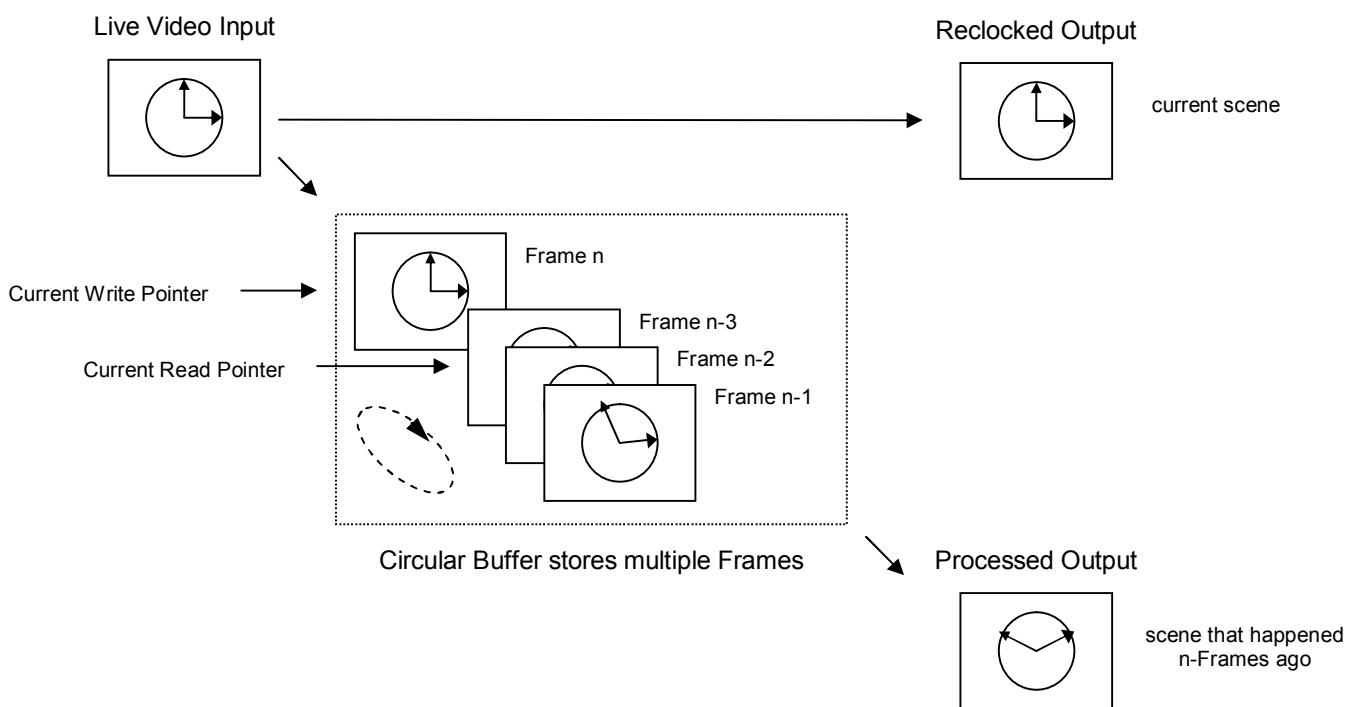 Live Video Input
Reclocked Output
current scene
Frame n
Current Write Pointer
Frame n-3
Frame n-2
Current Read Pointer
Frame n-1
Circular Buffer stores multiple Frames
Processed Output
scene that happened
n-Frames ago